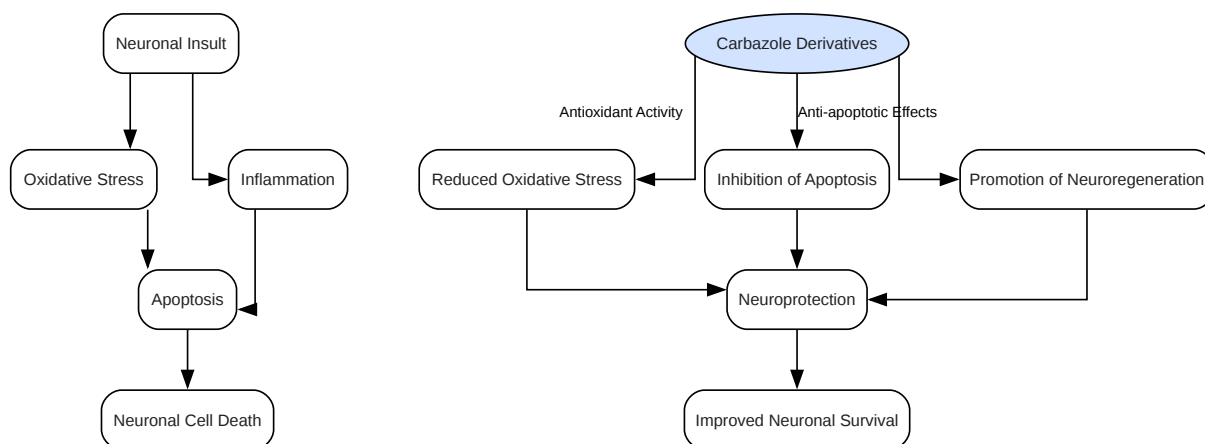 Neuronal Insult
Carbazole Derivatives
Antioxidant Activity
Anti-apoptotic Effects
Oxidative Stress
Inflammation
Reduced Oxidative Stress
Inhibition of Apoptosis
Promotion of Neuroregeneration
Apoptosis
Neuroprotection
Neuronal Cell Death
Improved Neuronal Survival